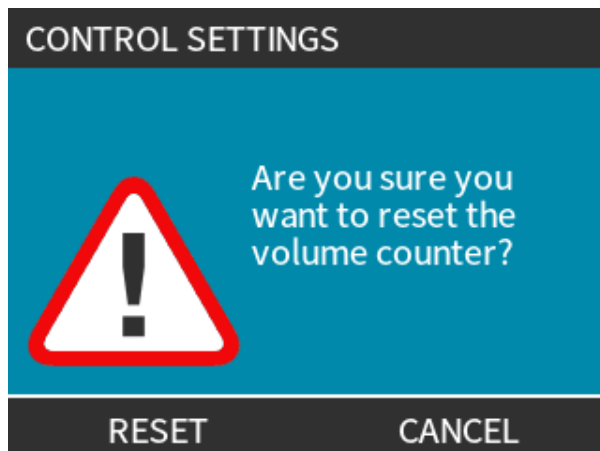 CONTROL SETTINGS
Are you sure you
want to reset the
volume counter?
RESET CANCEL